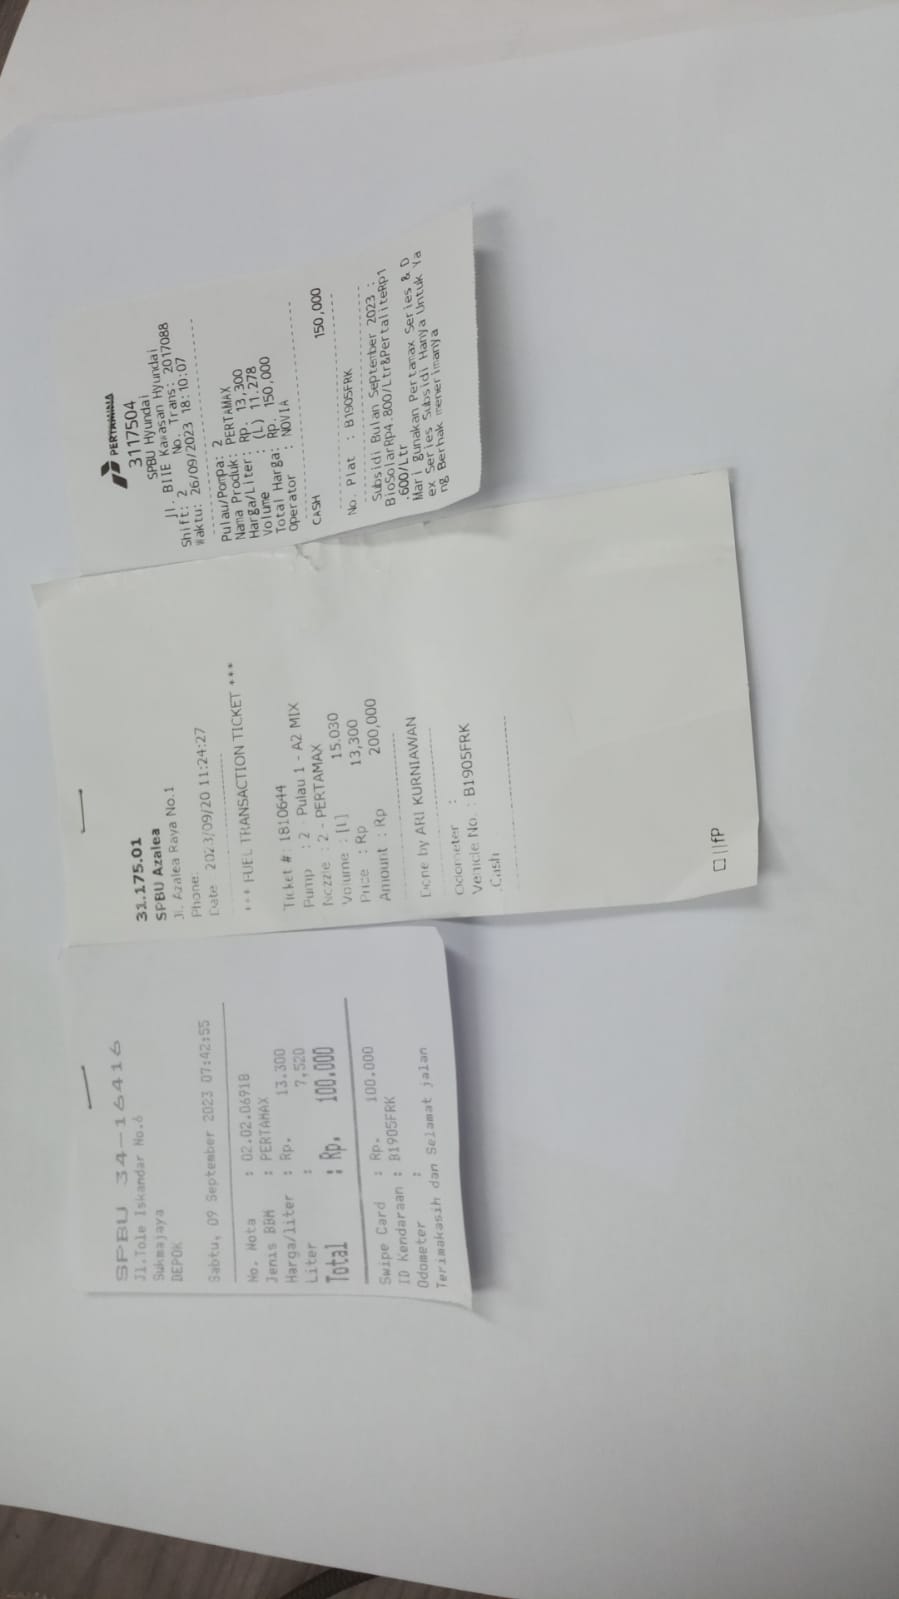 SPBU 34-16416
Jl.Tole Iskandar No.6
Sukmajaya
DEPOK
Sabtu, 09 September 2023 07:42:55
No. Nota : 02.02.06918
Jenis BBM : PERTAMAX
Harga/liter : Rp. 13.300
Liter : 7,520
Total : Rp. 100.000
Swipe Card : Rp. 100.000
ID Kendaraan : B1905FRK
Odometer :
Terimakasih dan Selamat jalan
31.175.01
SPBU Azalea
Jl. Azalea Raya No.1
Phone:
Date 2023/09/20 11:24:27
*** FUEL TRANSACTION TICKET ***
Ticket #: 1810644
Pump : 2 Pulau 1 - A2 MIX
Nozzle : 2 - PERTAMAX
Volume : [L] 15.030
Price : Rp 13,300
Amount : Rp 200,000
Done by ARI KURNIAWAN
Odometer :
Vehicle No. : B1905FRK
Cash
PERTAMINA
3117504
SPBU Hyundai
Jl. BIIE Kawasan Hyundai
Shift: 2 No. Trans: 2017088
Waktu: 26/09/2023 18:10:07
Pulau/Pompa: 2
Nama Produk: PERTAMAX
Harga/Liter: Rp. 13,300
Volume : (L) 11.278
Total Harga: Rp. 150,000
Operator : NOVIA
CASH 150,000
No. Plat : B1905FRK
Subsidi Bulan September 2023 :
BioSolarRp4.800/Ltr&PertaliteRp1
.600/Ltr
Mari gunakan Pertamax Series & D
ex Series Subsidi Hanya Untuk Ya
ng Berhak menerimanya